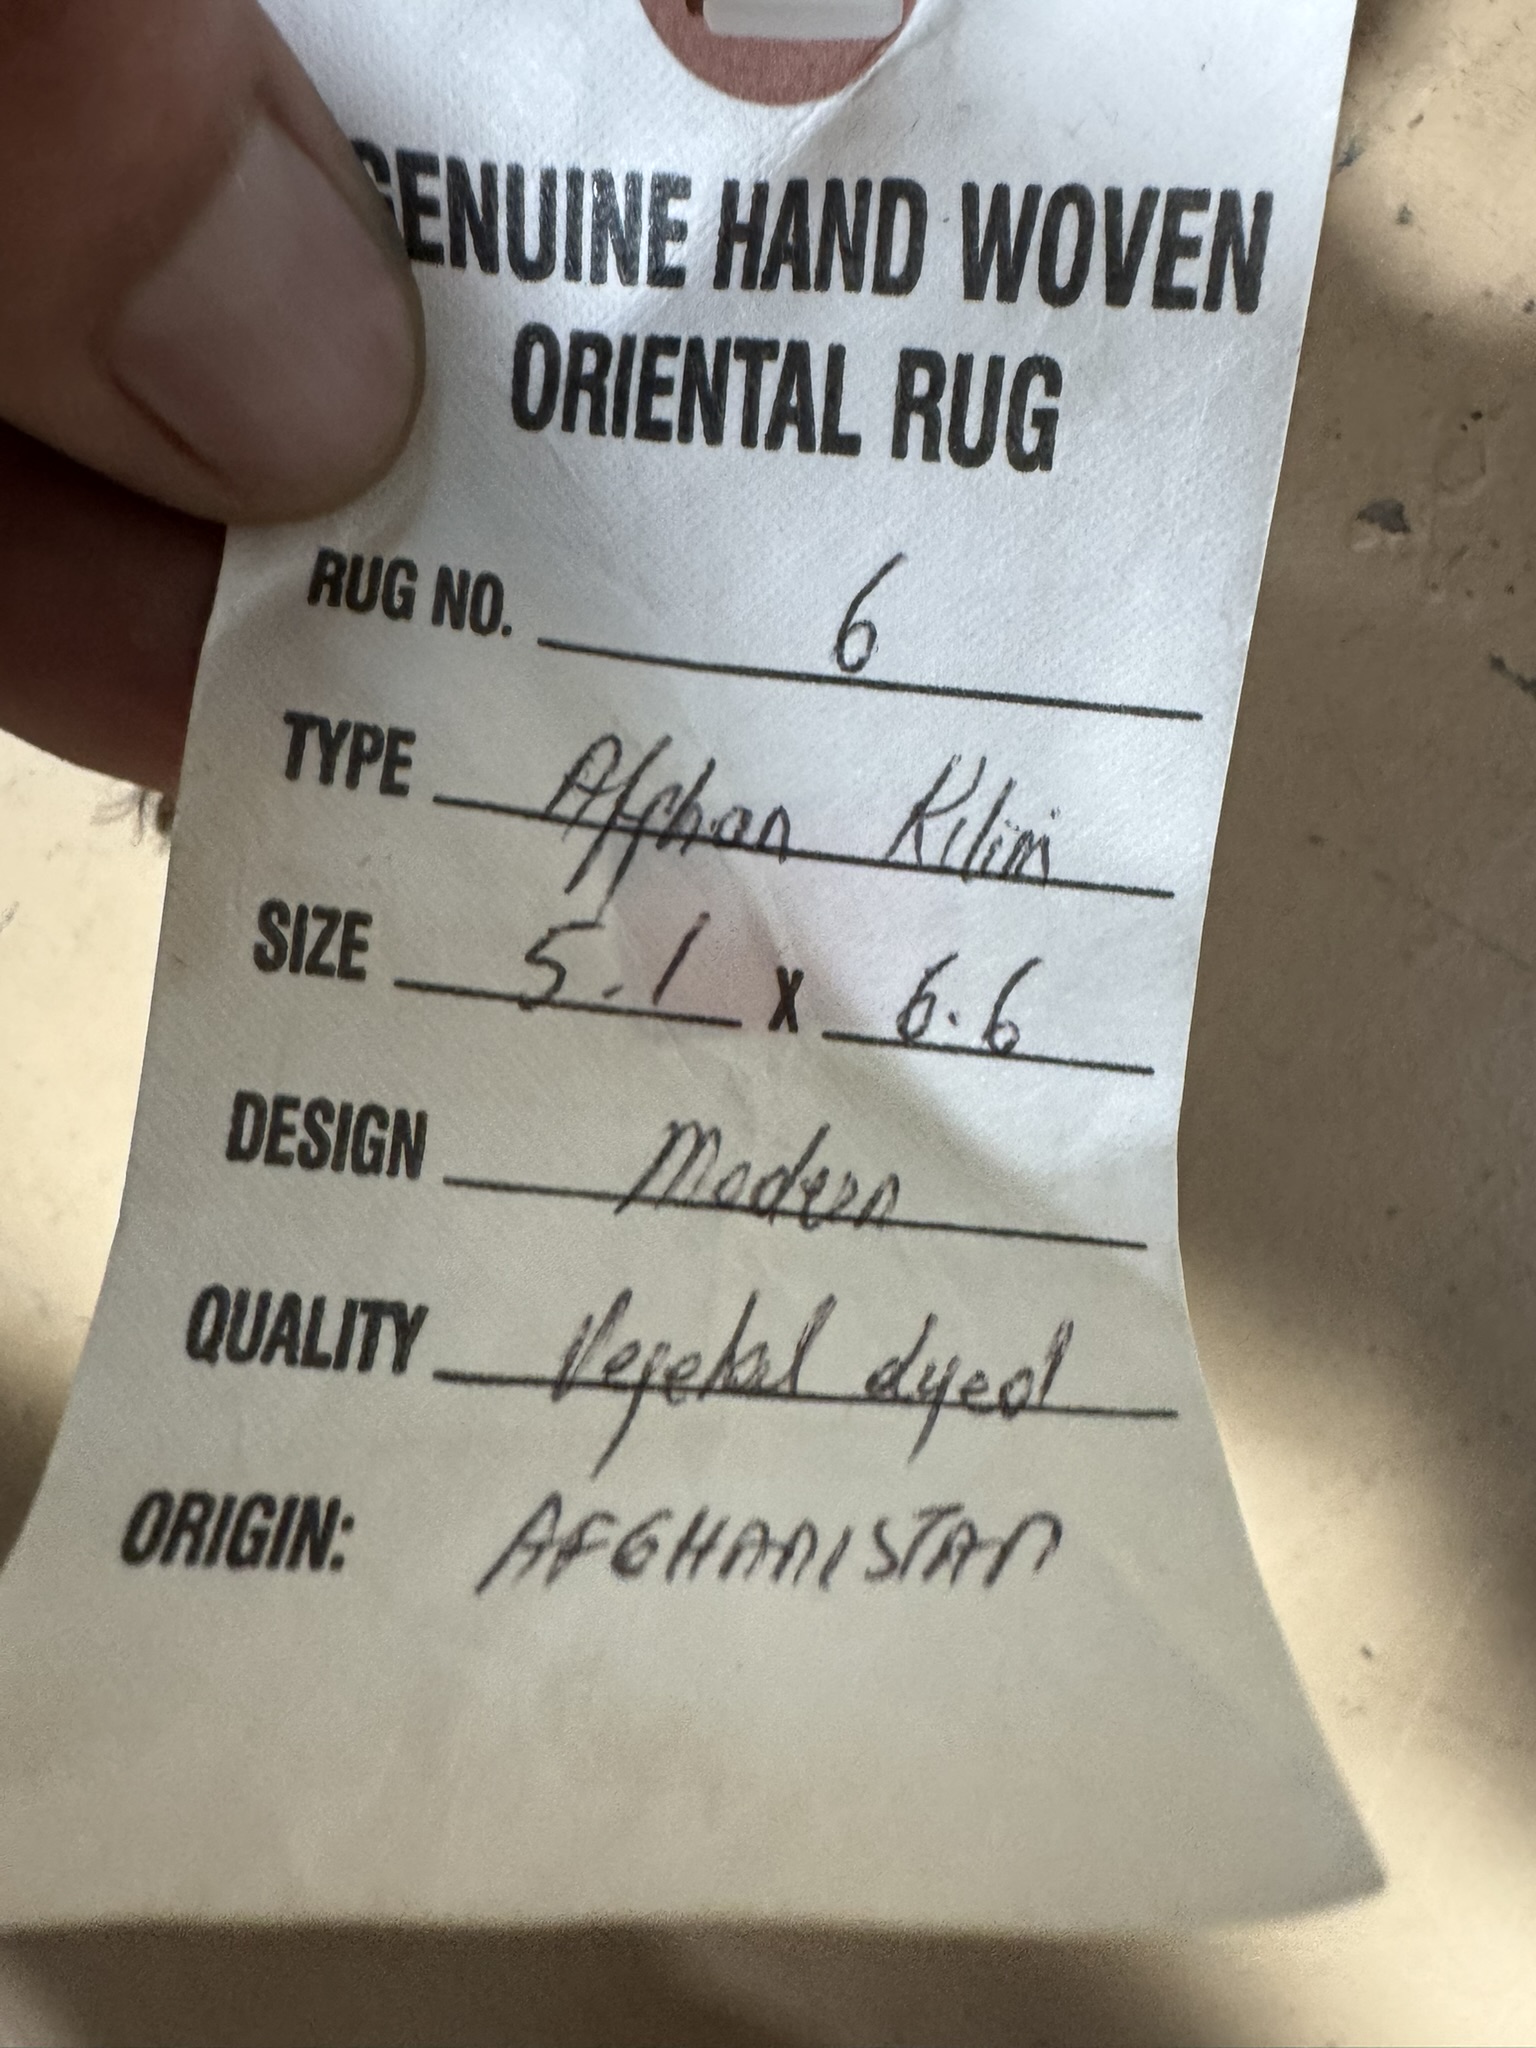 GENUINE HAND WOVEN
ORIENTAL RUG
RUG NO. 6
TYPE Afghan Kilim
SIZE 5.1 X 6.6
DESIGN Modern
QUALITY Vegetal dyed
ORIGIN: AFGHANISTAN